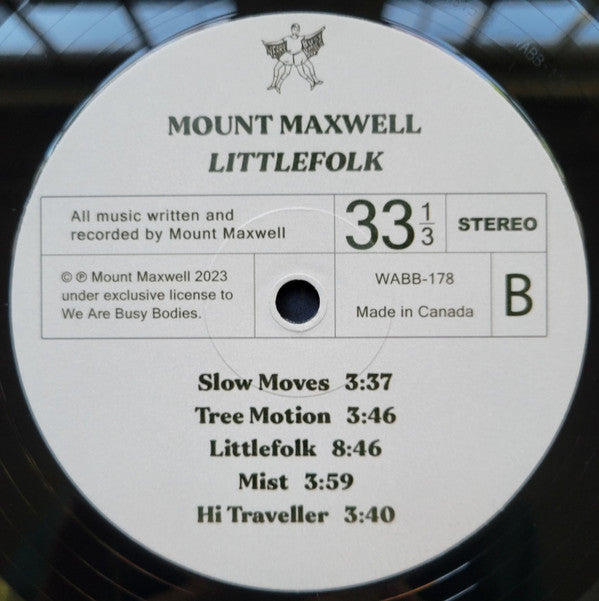 MOUNT MAXWELL
LITTLEFOLK
All music written and
recorded by Mount Maxwell
33 1/3
STEREO
© ℗ Mount Maxwell 2023
under exclusive license to
We Are Busy Bodies.
WABB-178
Made in Canada
B
Slow Moves 3:37
Tree Motion 3:46
Littlefolk 8:46
Mist 3:59
Hi Traveller 3:40